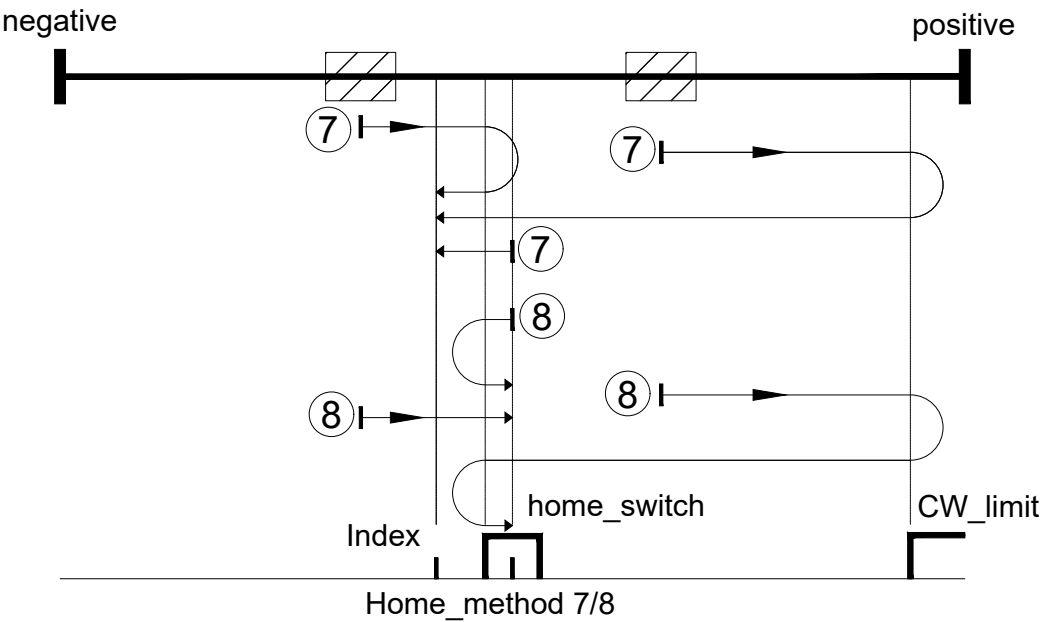 negative
positive
7
7
7
8
8
8
home_switch
CW_limit
Index
Home_method 7/8